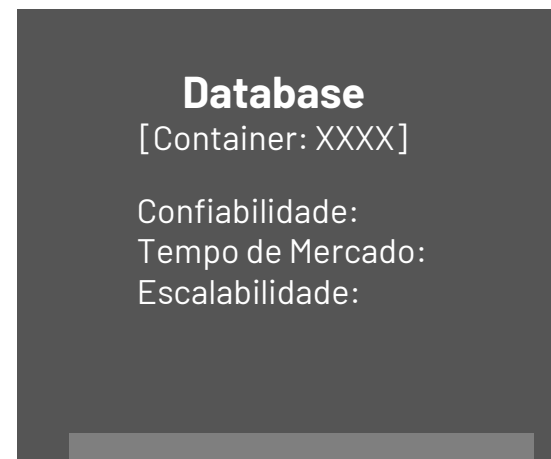 Database
[Container: XXXX]
Confiabilidade:
Tempo de Mercado:
Escalabilidade: